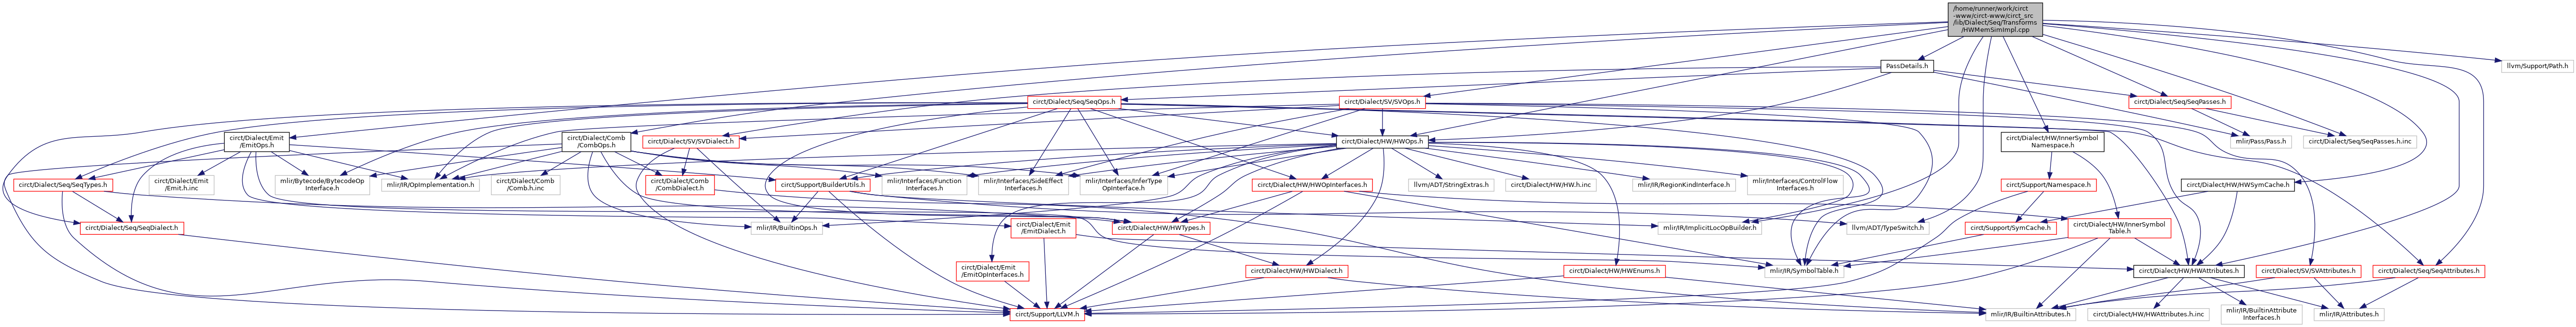 /home/runner/work/circt
-www/circt-www/circt_src
/lib/Dialect/Seq/Transforms
/HWMemSimImpl.cpp
PassDetails.h
llvm/Support/Path.h
circt/Dialect/Seq/SeqOps.h
circt/Dialect/SV/SVOps.h
circt/Dialect/Seq/SeqPasses.h
circt/Dialect/Emit
/EmitOps.h
circt/Dialect/Comb
/CombOps.h
circt/Dialect/SV/SVDialect.h
circt/Dialect/HW/HWOps.h
circt/Dialect/HW/InnerSymbol
Namespace.h
mlir/Pass/Pass.h
circt/Dialect/Seq/SeqPasses.h.inc
circt/Dialect/Seq/SeqTypes.h
circt/Dialect/Emit
/Emit.h.inc
mlir/Bytecode/BytecodeOp
Interface.h
mlir/IR/OpImplementation.h
circt/Dialect/Comb
/Comb.h.inc
circt/Dialect/Comb
/CombDialect.h
circt/Support/BuilderUtils.h
mlir/Interfaces/Function
Interfaces.h
mlir/Interfaces/SideEffect
Interfaces.h
mlir/Interfaces/InferType
OpInterface.h
circt/Dialect/HW/HWOpInterfaces.h
llvm/ADT/StringExtras.h
circt/Dialect/HW/HW.h.inc
mlir/IR/RegionKindInterface.h
mlir/Interfaces/ControlFlow
Interfaces.h
circt/Support/Namespace.h
circt/Dialect/HW/HWSymCache.h
circt/Dialect/Seq/SeqDialect.h
mlir/IR/BuiltinOps.h
circt/Dialect/Emit
/EmitDialect.h
circt/Dialect/HW/HWTypes.h
mlir/IR/ImplicitLocOpBuilder.h
llvm/ADT/TypeSwitch.h
circt/Support/SymCache.h
circt/Dialect/HW/InnerSymbol
Table.h
circt/Dialect/Emit
/EmitOpInterfaces.h
circt/Dialect/HW/HWDialect.h
circt/Dialect/HW/HWEnums.h
mlir/IR/SymbolTable.h
circt/Dialect/HW/HWAttributes.h
circt/Dialect/SV/SVAttributes.h
circt/Dialect/Seq/SeqAttributes.h
circt/Support/LLVM.h
mlir/IR/BuiltinAttributes.h
circt/Dialect/HW/HWAttributes.h.inc
mlir/IR/BuiltinAttribute
Interfaces.h
mlir/IR/Attributes.h